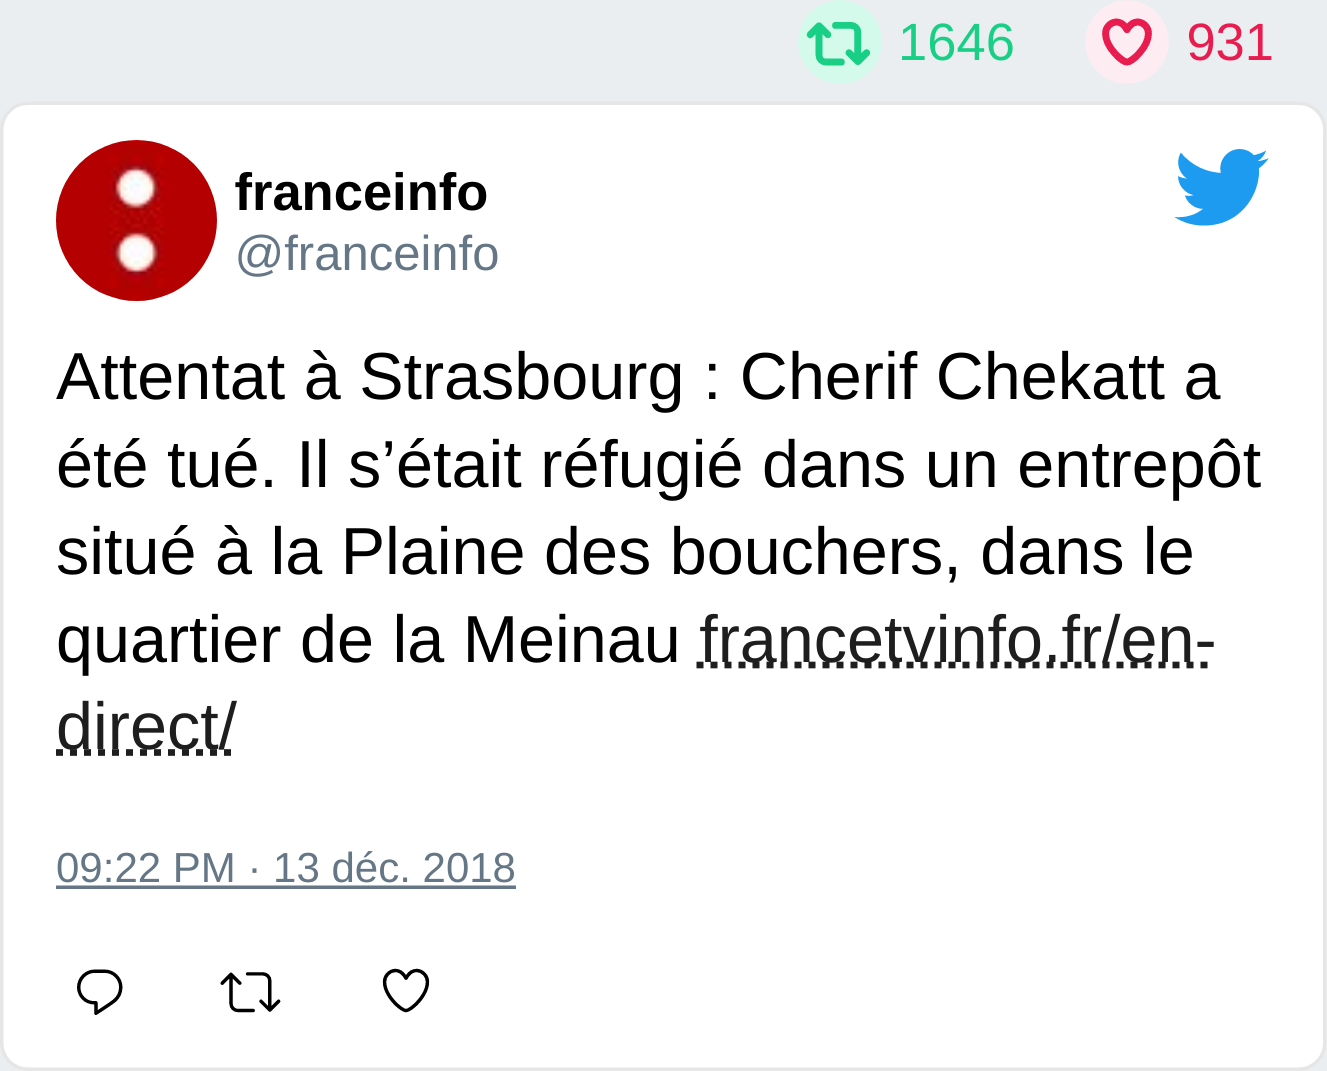 1646 931
franceinfo
@franceinfo
Attentat à Strasbourg : Cherif Chekatt a
été tué. Il s’était réfugié dans un entrepôt
situé à la Plaine des bouchers, dans le
quartier de la Meinau francetvinfo.fr/en-
direct/
09:22 PM · 13 déc. 2018